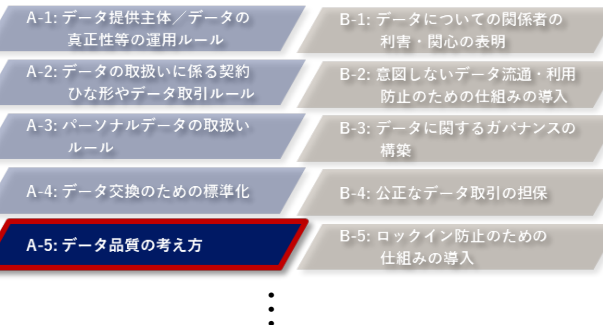 A-1: データ提供主体／データの
真正性等の運用ルール
A-2: データの取扱いに係る契約
ひな形やデータ取引ルール
A-3: パーソナルデータの取扱い
ルール
A-4: データ交換のための標準化
A-5: データ品質の考え方
B-1: データについての関係者の
利害・関心の表明
B-2: 意図しないデータ流通・利用
防止のための仕組みの導入
B-3: データに関するガバナンスの
構築
B-4: 公正なデータ取引の担保
B-5: ロックイン防止のための
仕組みの導入